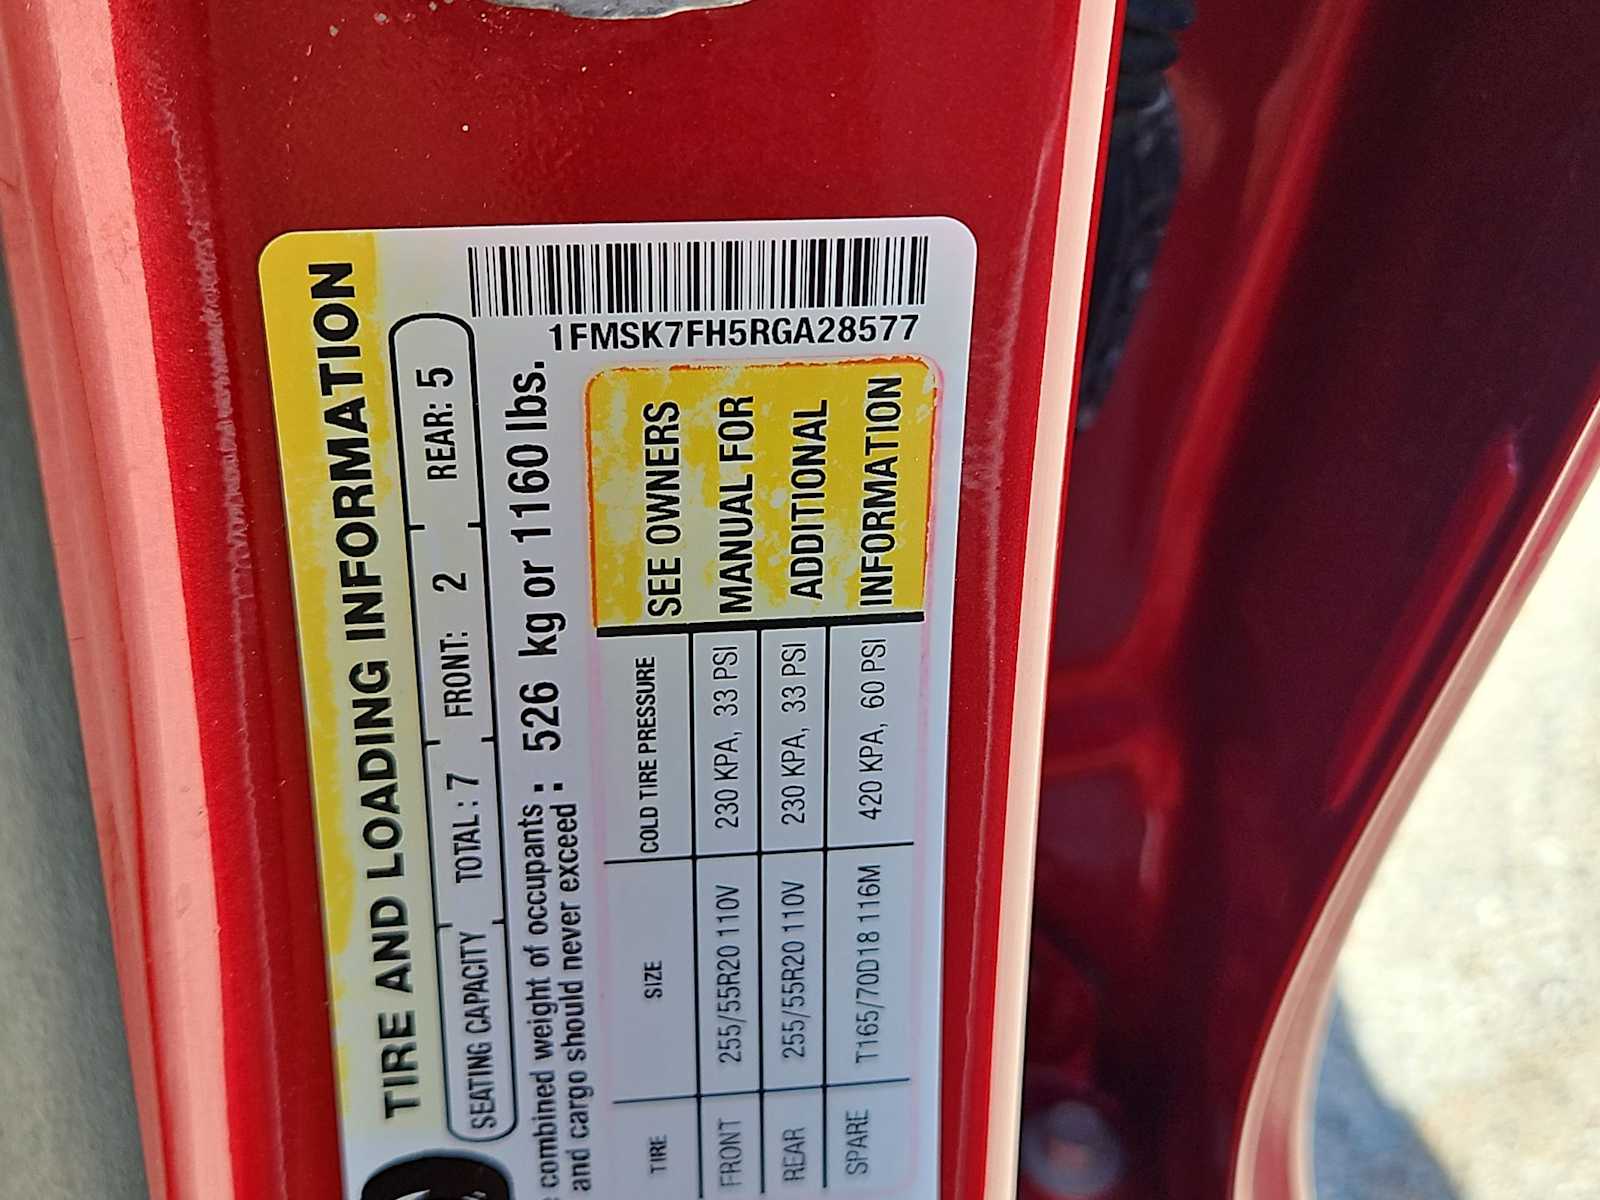 TIRE AND LOADING INFORMATION
SEATING CAPACITY TOTAL : 7 FRONT: 2 REAR: 5
combined weight of occupants : 526 kg or 1160 lbs.
and cargo should never exceed :
1FMSK7FH5RGA28577
TIRE SIZE COLD TIRE PRESSURE
FRONT 255/55R20 110V 230 KPA, 33 PSI
REAR 255/55R20 110V 230 KPA, 33 PSI
SPARE T165/70D18 116M 420 KPA, 60 PSI
SEE OWNERS
MANUAL FOR
ADDITIONAL
INFORMATION